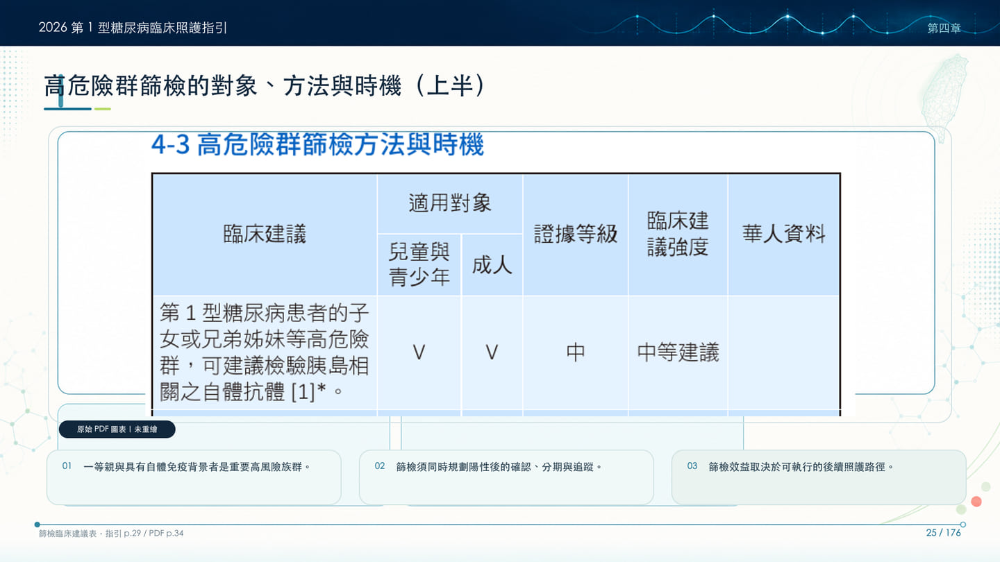 2026 第 1 型糖尿病臨床照護指引
第四章
高危險群篩檢的對象、方法與時機（上半）
4-3 高危險群篩檢方法與時機
臨床建議
適用對象
兒童與
青少年
成人
證據等級
臨床建
議強度
華人資料
第 1 型糖尿病患者的子
女或兄弟姊妹等高危險
群，可建議檢驗胰島相
關之自體抗體 [1]*。
V
V
中
中等建議
原始 PDF 圖表｜未重繪
01 一等親與具有自體免疫背景者是重要高風險族群。
02 篩檢須同時規劃陽性後的確認、分期與追蹤。
03 篩檢效益取決於可執行的後續照護路徑。
篩檢臨床建議表・指引 p.29 / PDF p.34
25 / 176